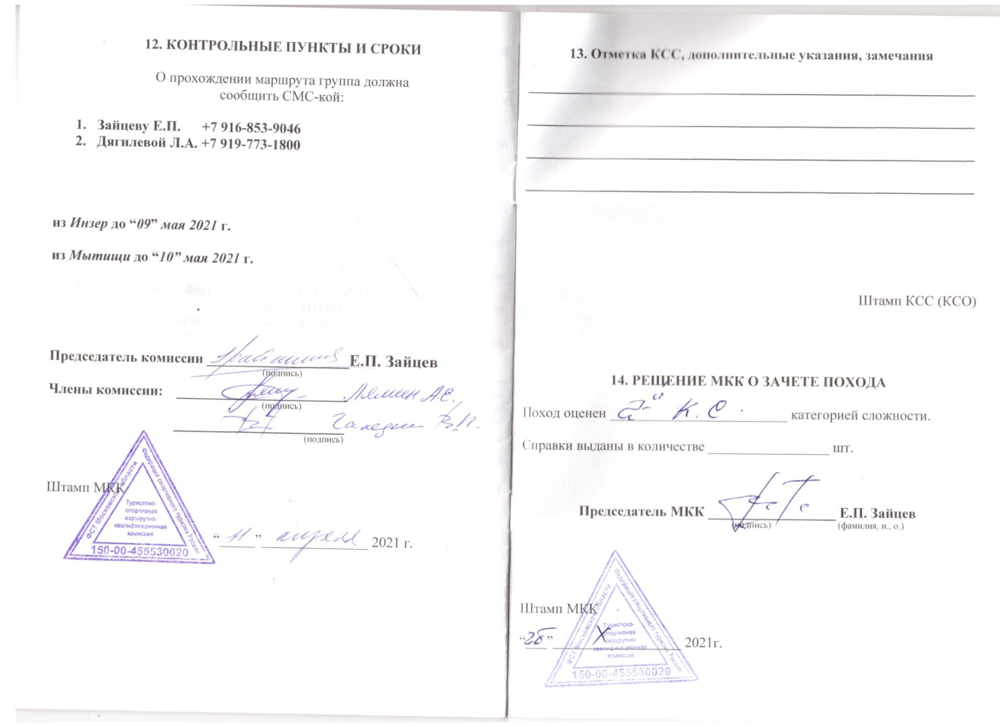 12. КОНТРОЛЬНЫЕ ПУНКТЫ И СРОКИ
О прохождении маршрута группа должна
сообщить СМС-кой:
1. Зайцеву Е.П. +7 916-853-9046
2. Дягилевой Л.А. +7 919-773-1800
из Инзер до “09” мая 2021 г.
из Мытищи до “10” мая 2021 г.
Председатель комиссии Е.П. Зайцев
(подпись)
Члены комиссии: Лямин А.Е.
(подпись)
(подпись)
Штамп МКК
ФСТ Московской области
Федерация спортивного туризма России
Туристско-
спортивная
маршрутно-
квалификационная
комиссия
150-00-455530020
“11” апреля 2021 г.
13. Отметка КСС, дополнительные указания, замечания
Штамп КСС (КСО)
14. РЕШЕНИЕ МКК О ЗАЧЕТЕ ПОХОДА
Поход оценен 2-й К.С. категорией сложности.
Справки выданы в количестве шт.
Председатель МКК Е.П. Зайцев
(подпись) (фамилия, и., о.)
Штамп МКК
“26” X 2021г.
ФСТ Московской области
Федерация спортивного туризма России
Туристско-
спортивная
маршрутно-
квалификационная
комиссия
150-00-455530020